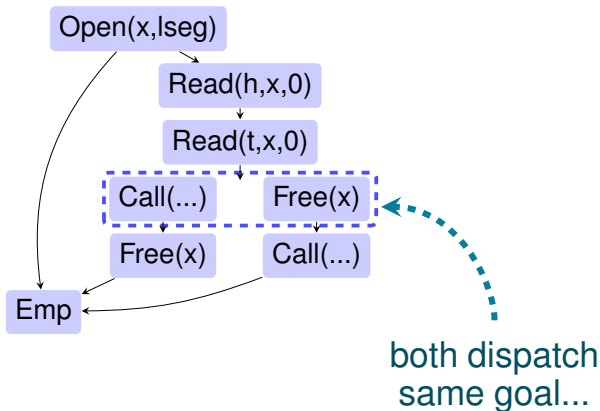 Open(x,lseg)
Read(h,x,0)
Read(t,x,0)
Call(...) Free(x)
Free(x) Call(...)
Emp
both dispatch
same goal...